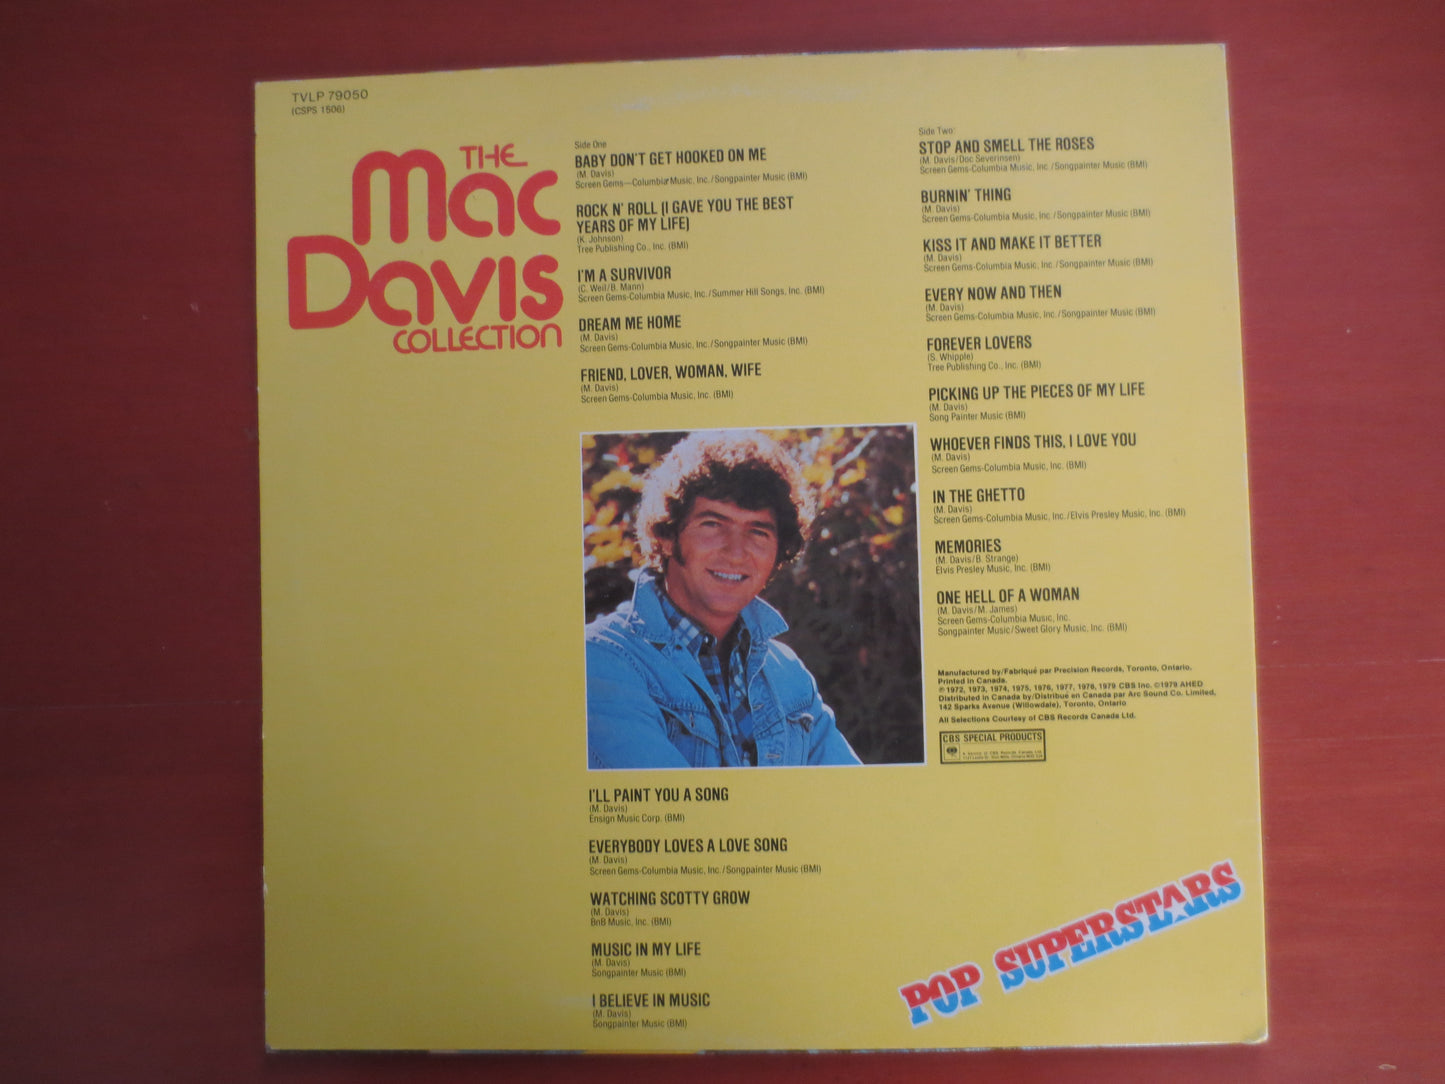 TVLP 79050
(CSPS 1506)
THE
Mac
Davis
COLLECTION
Side One
BABY DON'T GET HOOKED ON ME
(M. Davis)
Screen Gems—Columbia Music, Inc./Songpainter Music (BMI)
ROCK N' ROLL (I GAVE YOU THE BEST
YEARS OF MY LIFE)
(K. Johnson)
Tree Publishing Co., Inc. (BMI)
I'M A SURVIVOR
(C. Weil/B. Mann)
Screen Gems-Columbia Music, Inc./Summer Hill Songs, Inc. (BMI)
DREAM ME HOME
(M. Davis)
Screen Gems-Columbia Music, Inc./Songpainter Music (BMI)
FRIEND, LOVER, WOMAN, WIFE
(M. Davis)
Screen Gems-Columbia Music, Inc. (BMI)
I'LL PAINT YOU A SONG
(M. Davis)
Ensign Music Corp. (BMI)
EVERYBODY LOVES A LOVE SONG
(M. Davis)
Screen Gems-Columbia Music, Inc./Songpainter Music (BMI)
WATCHING SCOTTY GROW
(M. Davis)
BnB Music, Inc. (BMI)
MUSIC IN MY LIFE
(M. Davis)
Songpainter Music (BMI)
I BELIEVE IN MUSIC
(M. Davis)
Songpainter Music (BMI)
Side Two
STOP AND SMELL THE ROSES
(M. Davis/Doc Severinsen)
Screen Gems-Columbia Music, Inc./Songpainter Music (BMI)
BURNIN' THING
(M. Davis)
Screen Gems-Columbia Music, Inc./Songpainter Music (BMI)
KISS IT AND MAKE IT BETTER
(M. Davis)
Screen Gems-Columbia Music, Inc./Songpainter Music (BMI)
EVERY NOW AND THEN
(M. Davis)
Screen Gems-Columbia Music, Inc./Songpainter Music (BMI)
FOREVER LOVERS
(S. Whipple)
Tree Publishing Co., Inc. (BMI)
PICKING UP THE PIECES OF MY LIFE
(M. Davis)
Song Painter Music (BMI)
WHOEVER FINDS THIS, I LOVE YOU
(M. Davis)
Screen Gems-Columbia Music, Inc. (BMI)
IN THE GHETTO
(M. Davis)
Screen Gems-Columbia Music, Inc./Elvis Presley Music, Inc. (BMI)
MEMORIES
(M. Davis/B. Strange)
Elvis Presley Music, Inc. (BMI)
ONE HELL OF A WOMAN
(M. Davis/M. James)
Screen Gems-Columbia Music, Inc.
Songpainter Music/Sweet Glory Music, Inc. (BMI)
Manufactured by/Fabriqué par Precision Records, Toronto, Ontario.
Printed in Canada.
℗ 1972, 1973, 1974, 1975, 1976, 1977, 1978, 1979 CBS Inc. ©1979 AHED
Distributed in Canada by/Distribué en Canada par Arc Sound Co. Limited,
142 Sparks Avenue (Willowdale), Toronto, Ontario
All Selections Courtesy of CBS Records Canada Ltd.
CBS SPECIAL PRODUCTS
A Service of CBS Records Canada Ltd.
POP SUPERSTARS